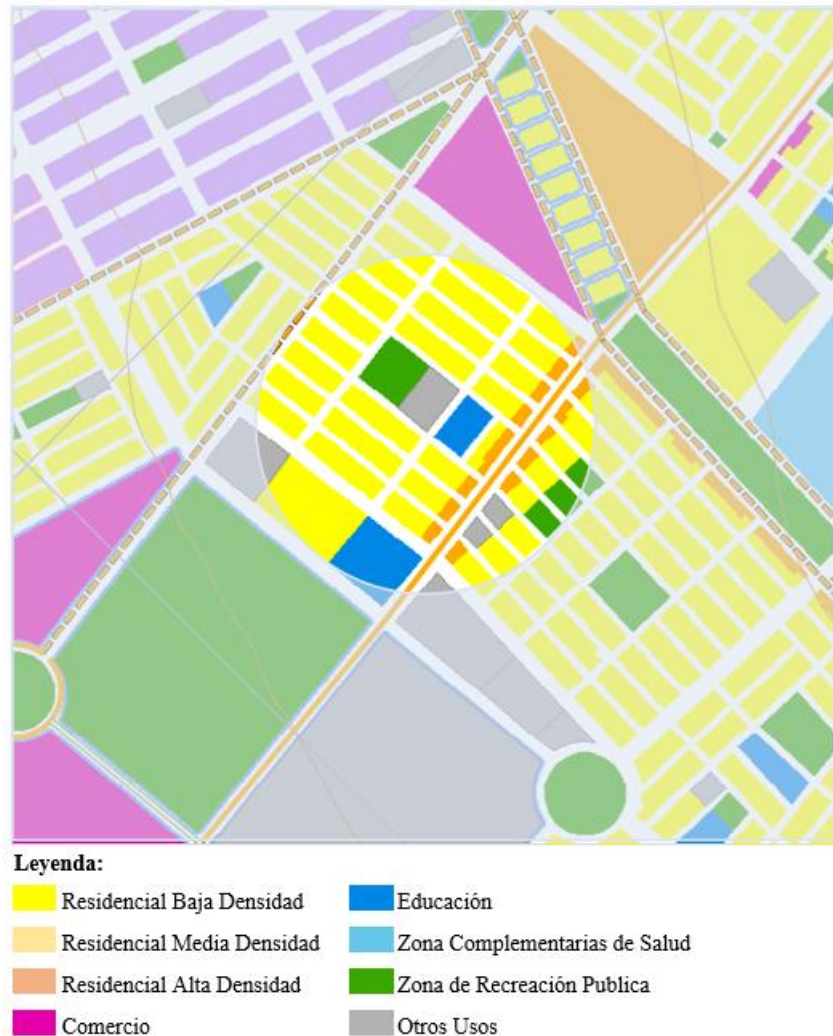 Leyenda:
Residencial Baja Densidad
Residencial Media Densidad
Residencial Alta Densidad
Comercio
Educación
Zona Complementarias de Salud
Zona de Recreación Publica
Otros Usos